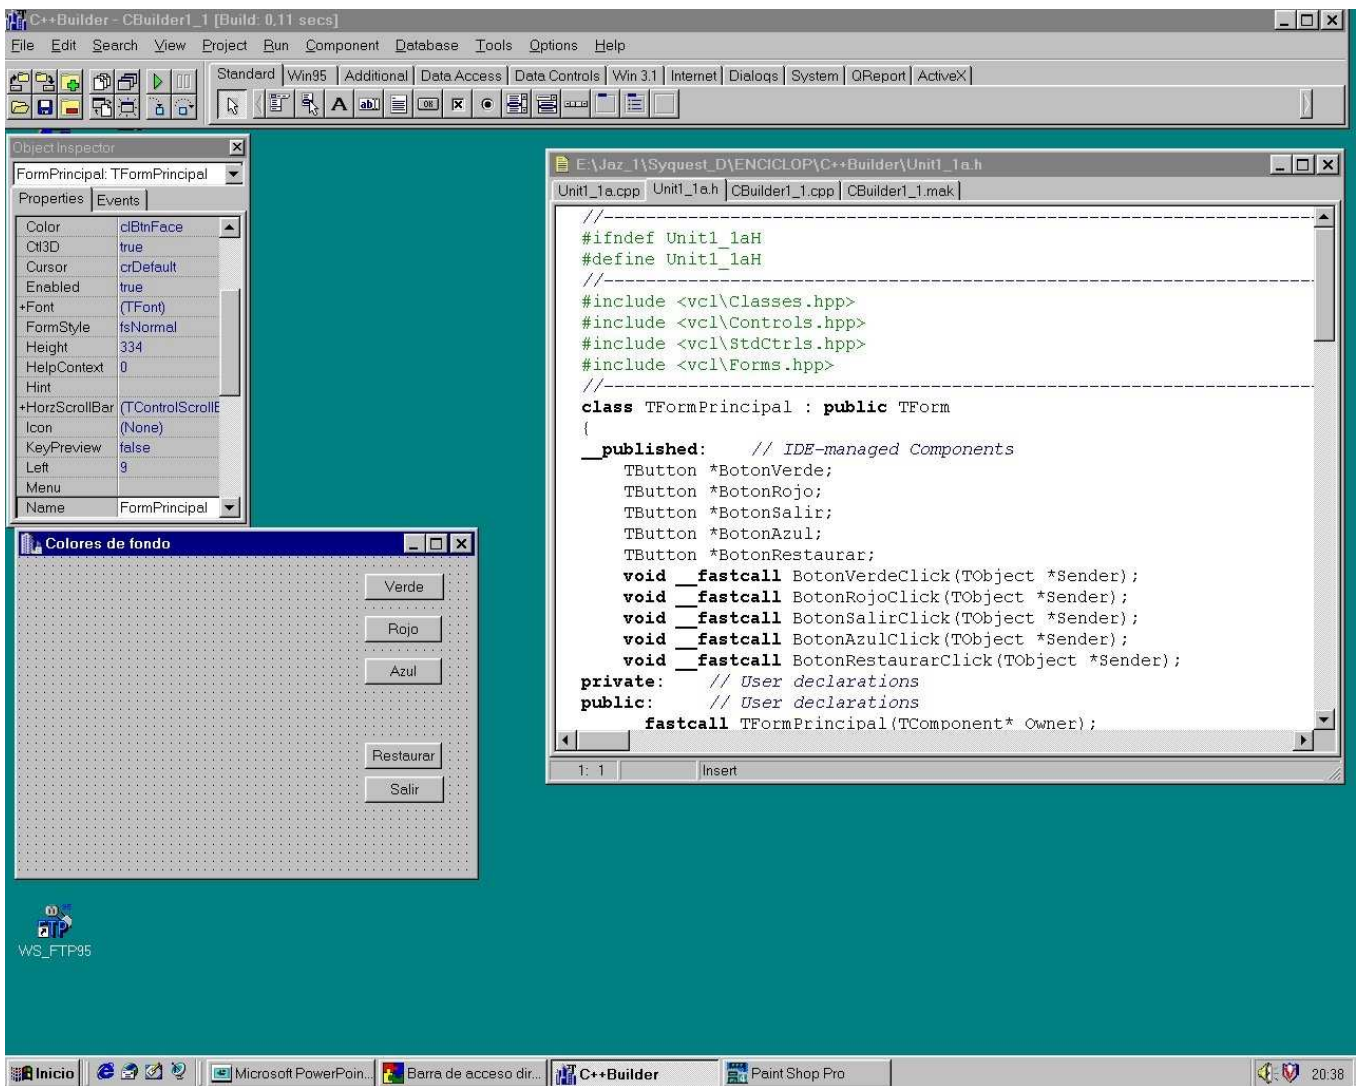 C++Builder - CBuilder1_1 [Build: 0,11 secs]
File Edit Search View Project Run Component Database Tools Options Help
Standard Win95 Additional Data Access Data Controls Win 3.1 Internet Dialogs System QReport ActiveX
Object Inspector
FormPrincipal: TFormPrincipal
Properties Events
Color clBtnFace
Ctl3D true
Cursor crDefault
Enabled true
+Font (TFont)
FormStyle fsNormal
Height 334
HelpContext 0
Hint
+HorzScrollBar (TControlScrollE
Icon (None)
KeyPreview false
Left 9
Menu
Name FormPrincipal
E:\Jaz_1\Syquest_D\ENCICLOP\C++Builder\Unit1_1a.h
Unit1_1a.cpp Unit1_1a.h CBuilder1_1.cpp CBuilder1_1.mak
//---------------------------------------------------------------------------
#ifndef Unit1_1aH
#define Unit1_1aH
//---------------------------------------------------------------------------
#include <vcl\Classes.hpp>
#include <vcl\Controls.hpp>
#include <vcl\StdCtrls.hpp>
#include <vcl\Forms.hpp>
//---------------------------------------------------------------------------
class TFormPrincipal : public TForm
{
__published: // IDE-managed Components
TButton *BotonVerde;
TButton *BotonRojo;
TButton *BotonSalir;
TButton *BotonAzul;
TButton *BotonRestaurar;
void __fastcall BotonVerdeClick(TObject *Sender);
void __fastcall BotonRojoClick(TObject *Sender);
void __fastcall BotonSalirClick(TObject *Sender);
void __fastcall BotonAzulClick(TObject *Sender);
void __fastcall BotonRestaurarClick(TObject *Sender);
private: // User declarations
public: // User declarations
fastcall TFormPrincipal(TComponent* Owner);
1: 1 Insert
Colores de fondo
Verde
Rojo
Azul
Restaurar
Salir
WS_FTP95
Inicio Microsoft PowerPoin... Barra de acceso dir... C++Builder Paint Shop Pro 20:38